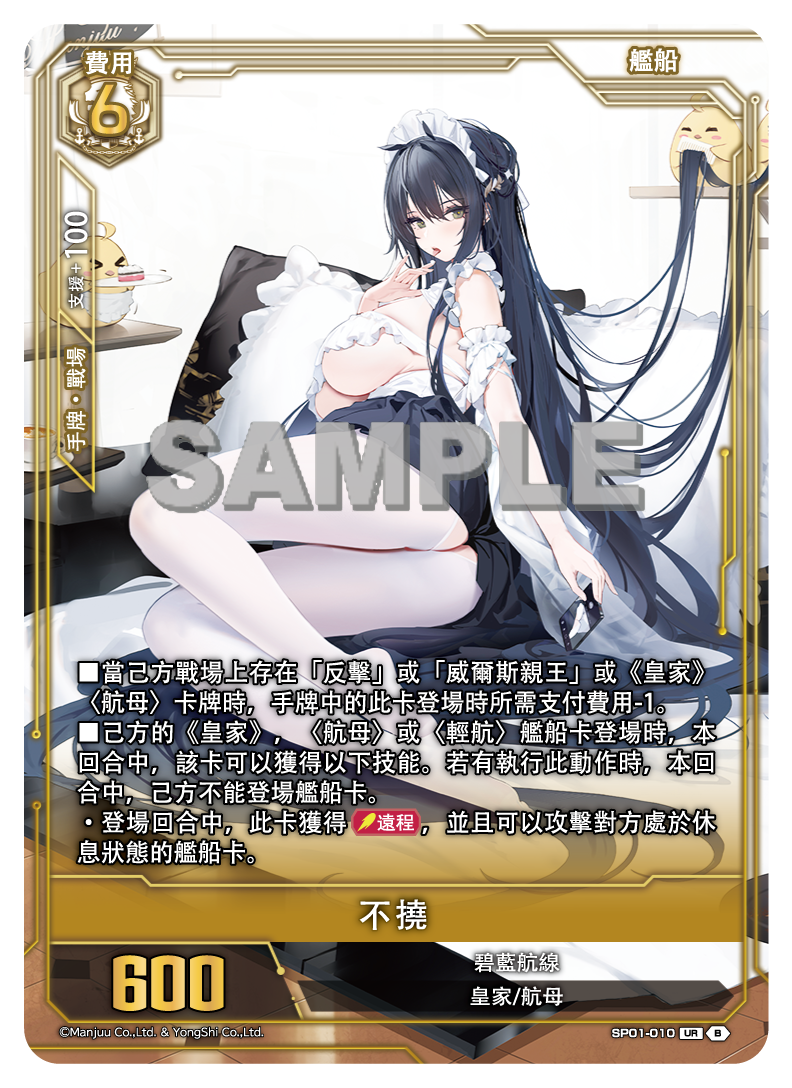 費用
6
艦船
支援+100
手牌・戰場
SAMPLE
■當己方戰場上存在「反擊」或「威爾斯親王」或《皇家》
〈航母〉卡牌時，手牌中的此卡登場時所需支付費用-1。
■己方的《皇家》，〈航母〉或〈輕航〉艦船卡登場時，本
回合中，該卡可以獲得以下技能。若有執行此動作時，本回
合中，己方不能登場艦船卡。
・登場回合中，此卡獲得 遠程，並且可以攻擊對方處於休
息狀態的艦船卡。
不撓
600
碧藍航線
皇家/航母
©Manjuu Co.,Ltd. & YongShi Co.,Ltd.
SP01-010 UR B